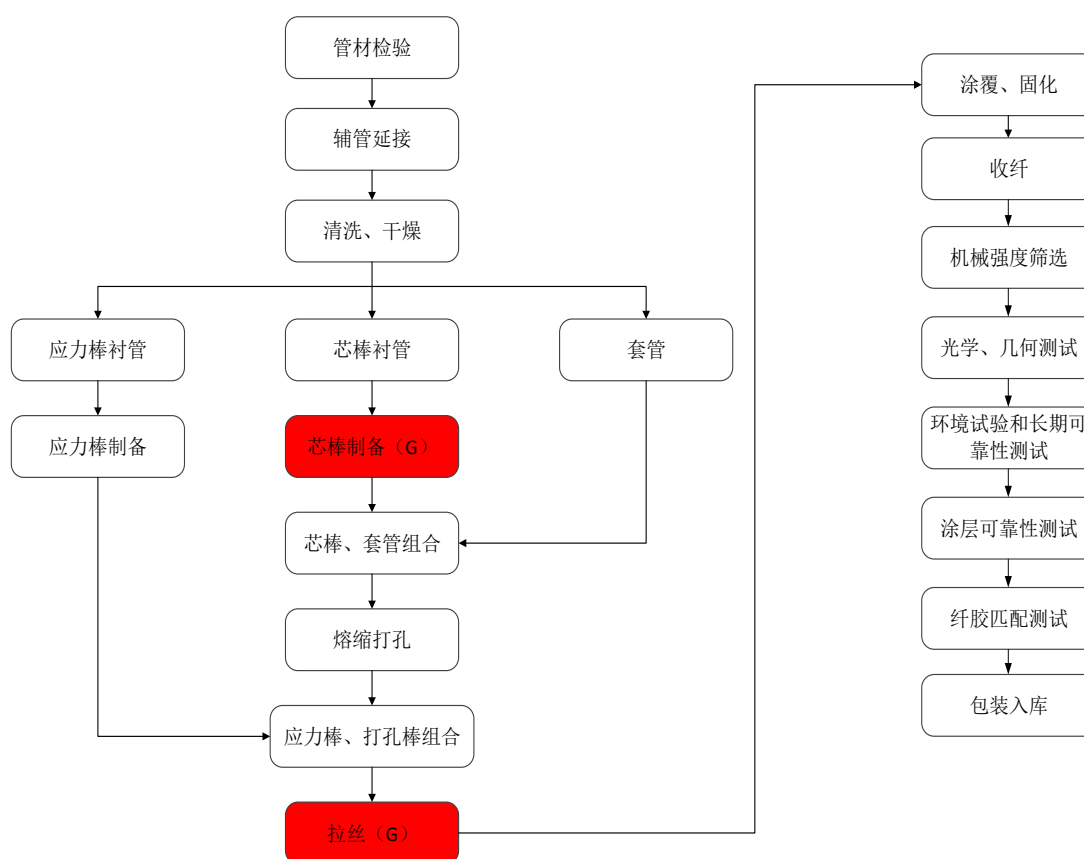 管材检验
辅管延接
清洗、干燥
应力棒衬管
芯棒衬管
套管
应力棒制备
芯棒制备（G）
芯棒、套管组合
熔缩打孔
应力棒、打孔棒组合
拉丝（G）
涂覆、固化
收纤
机械强度筛选
光学、几何测试
环境试验和长期可
靠性测试
涂层可靠性测试
纤胶匹配测试
包装入库